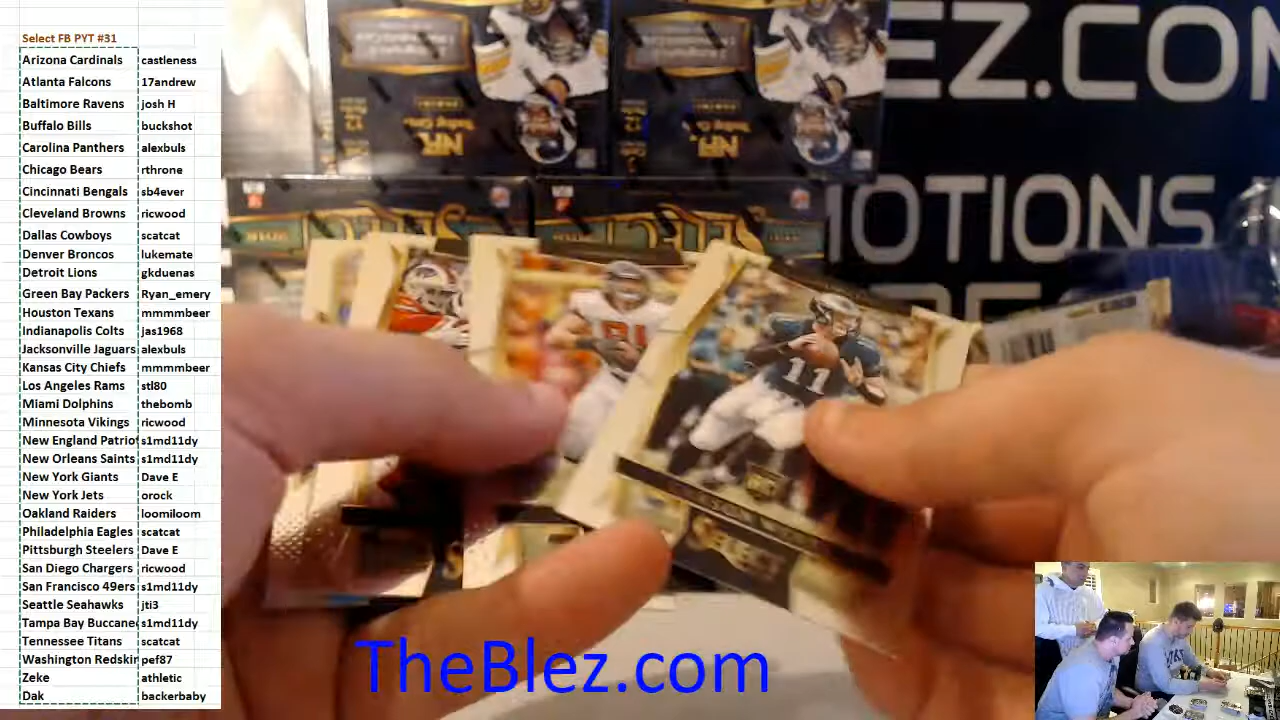 Select FB PYT #31
Arizona Cardinals castleness
Atlanta Falcons 17andrew
Baltimore Ravens josh H
Buffalo Bills buckshot
Carolina Panthers alexbuls
Chicago Bears rthrone
Cincinnati Bengals sb4ever
Cleveland Browns ricwood
Dallas Cowboys scatcat
Denver Broncos lukemate
Detroit Lions gkduenas
Green Bay Packers Ryan_emery
Houston Texans mmmmbeer
Indianapolis Colts jas1968
Jacksonville Jaguars alexbuls
Kansas City Chiefs mmmmbeer
Los Angeles Rams stl80
Miami Dolphins thebomb
Minnesota Vikings ricwood
New England Patriot s1md11dy
New Orleans Saints s1md11dy
New York Giants Dave E
New York Jets orock
Oakland Raiders loomiloom
Philadelphia Eagles scatcat
Pittsburgh Steelers Dave E
San Diego Chargers ricwood
San Francisco 49ers s1md11dy
Seattle Seahawks jti3
Tampa Bay Buccanee s1md11dy
Tennessee Titans scatcat
Washington Redskin pef87
Zeke athletic
Dak backerbaby
EZ.COM
MOTIONS
SELECT
11
SELECT
TheBlez.com